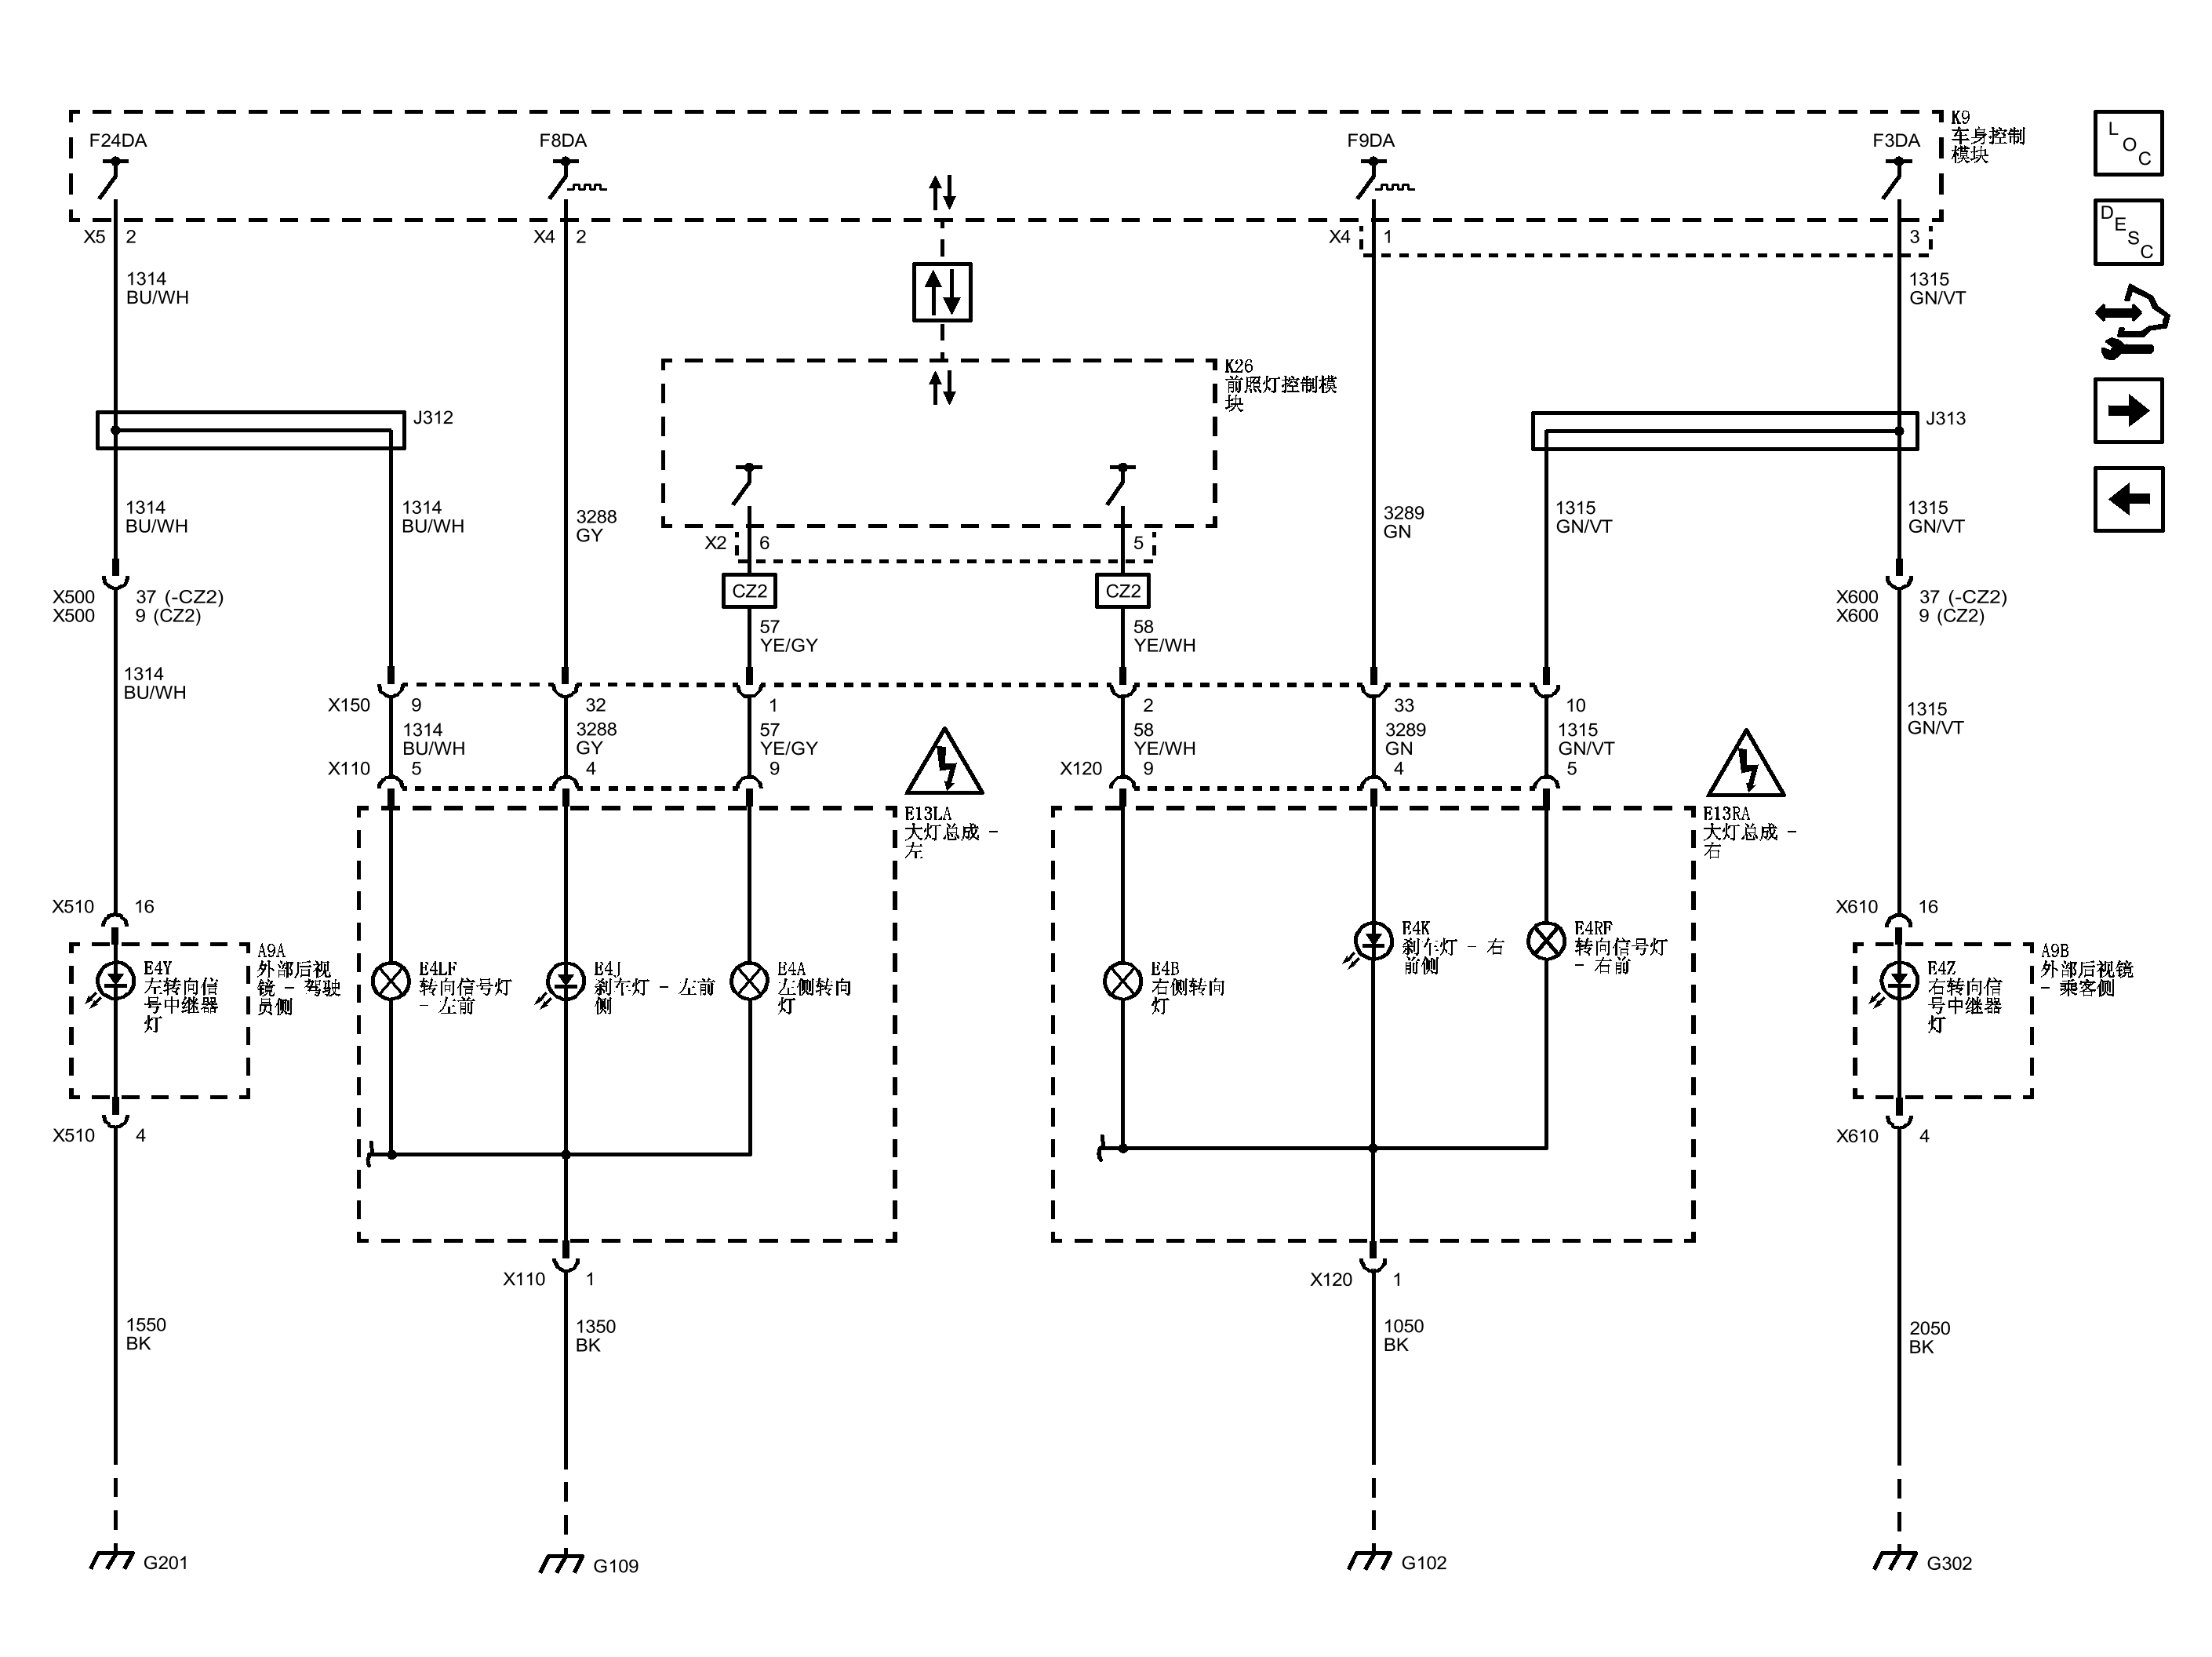 K9
车身控制
模块
F24DA
F8DA
F9DA
F3DA
L
O
C
D
E
S
C
X5 2
X4 2
X4 1
3
1314
BU/WH
1315
GN/VT
K26
前照灯控制模
块
J312
J313
1314
BU/WH
1314
BU/WH
3288
GY
3289
GN
1315
GN/VT
1315
GN/VT
X2 6
5
CZ2
CZ2
X500 37 (-CZ2)
X500 9 (CZ2)
X600 37 (-CZ2)
X600 9 (CZ2)
57
YE/GY
58
YE/WH
1314
BU/WH
1315
GN/VT
X150 9
32
1
2
33
10
1314
BU/WH
3288
GY
57
YE/GY
58
YE/WH
3289
GN
1315
GN/VT
X110 5
4
9
X120 9
4
5
E13LA
大灯总成 -
左
E13RA
大灯总成 -
右
X510 16
X610 16
A9A
外部后视
镜 - 驾驶
员侧
E4Y
左转向信
号中继器
灯
E4LF
转向信号灯
- 左前
E4J
刹车灯 - 左前
侧
E4A
左侧转向
灯
E4B
右侧转向
灯
E4K
刹车灯 - 右
前侧
E4RF
转向信号灯
- 右前
E4Z
右转向信
号中继器
灯
A9B
外部后视镜
- 乘客侧
X510 4
X610 4
X110 1
X120 1
1550
BK
1350
BK
1050
BK
2050
BK
G201
G109
G102
G302